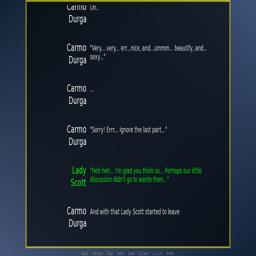 Carmo Durga
Oh..
Carmo Durga
"Very... very... err...nice, and...ummm... beautiful, and...
sexy..."
Carmo Durga
...
Carmo Durga
"Sorry! Errr... Ignore the last part..."
Lady Scott
"Heh heh... I'm glad you think so... Perhaps our little
discussion didn't go to waste then..."
Carmo Durga
And with that Lady Scott started to leave